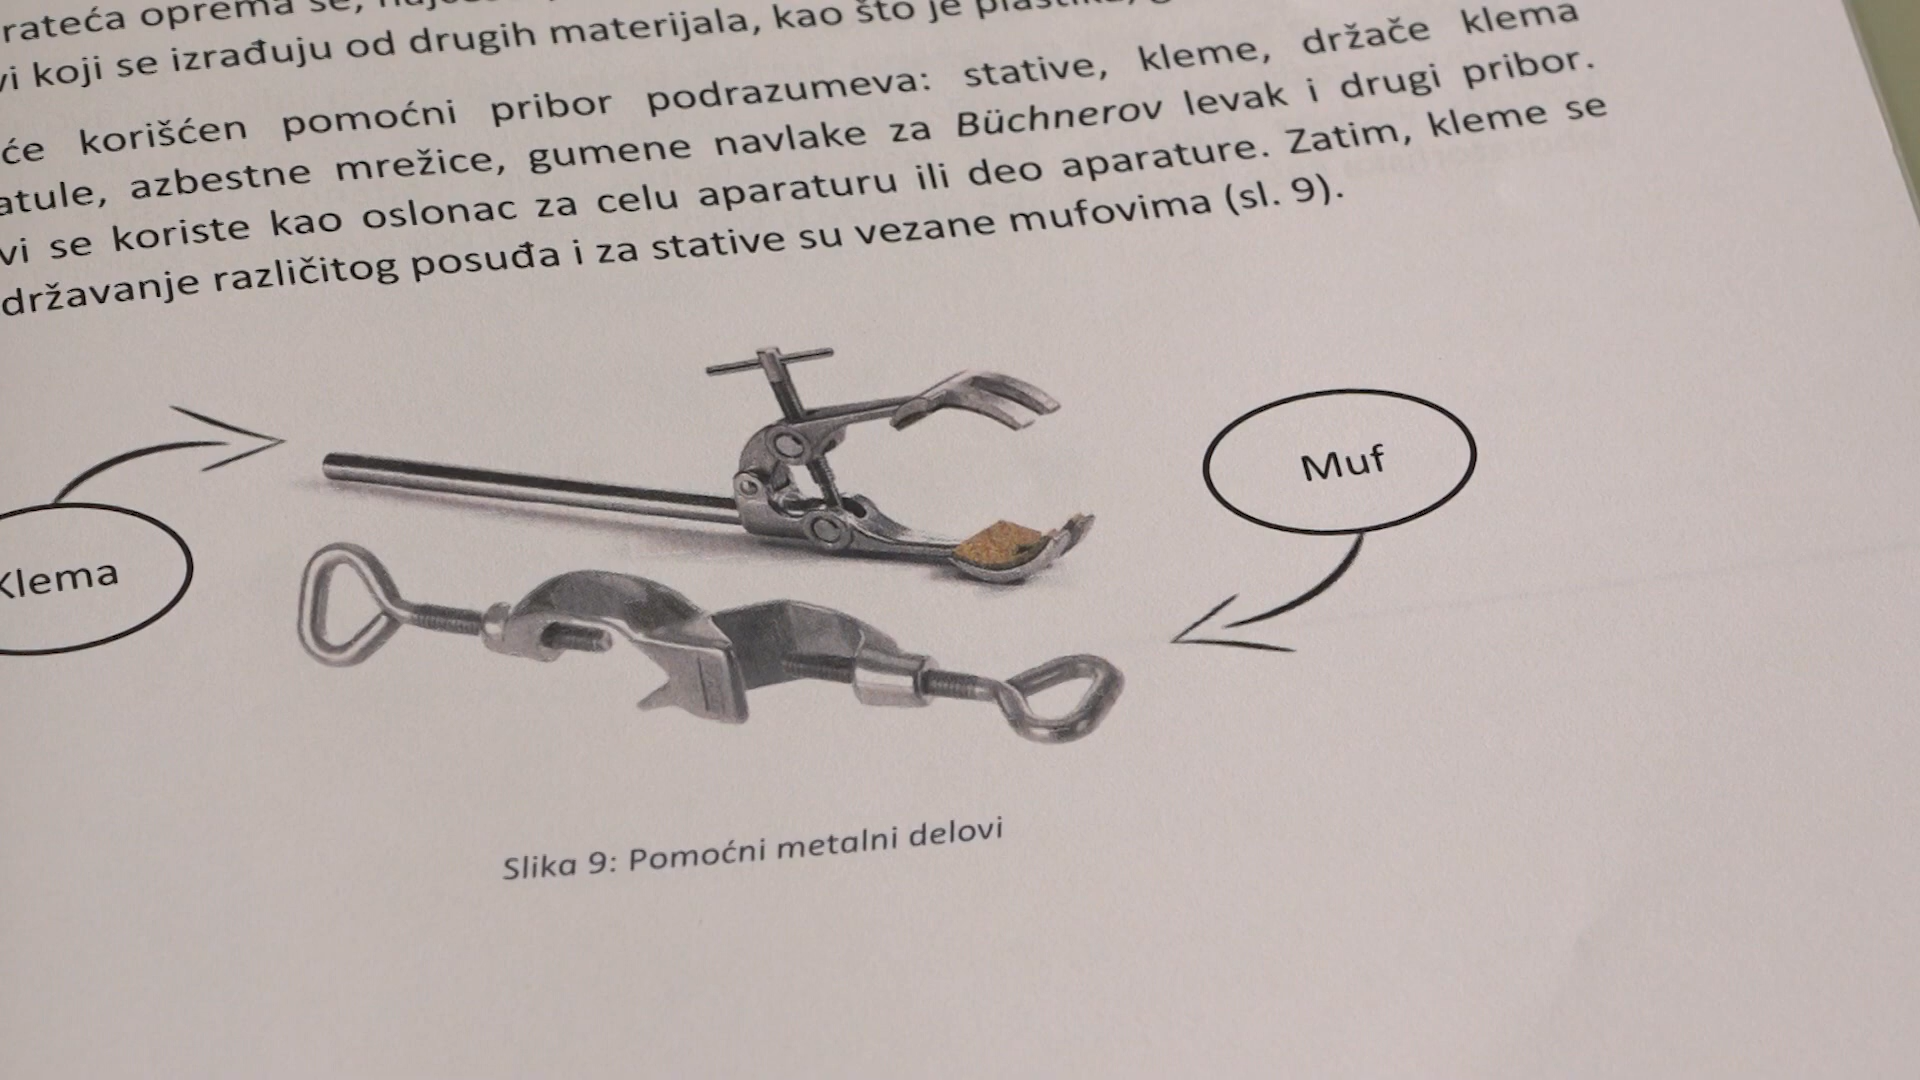 rateća oprema se,
vi koji se izrađuju od drugih materijala, kao što je
će korišćen pomoćni pribor podrazumeva: stative, kleme, držače klema
atule, azbestne mrežice, gumene navlake za Büchnerov levak i drugi pribor.
vi se koriste kao oslonac za celu aparaturu ili deo aparature. Zatim, kleme se
državanje različitog posuđa i za stative su vezane mufovima (sl. 9).
Muf
Klema
Slika 9: Pomoćni metalni delovi